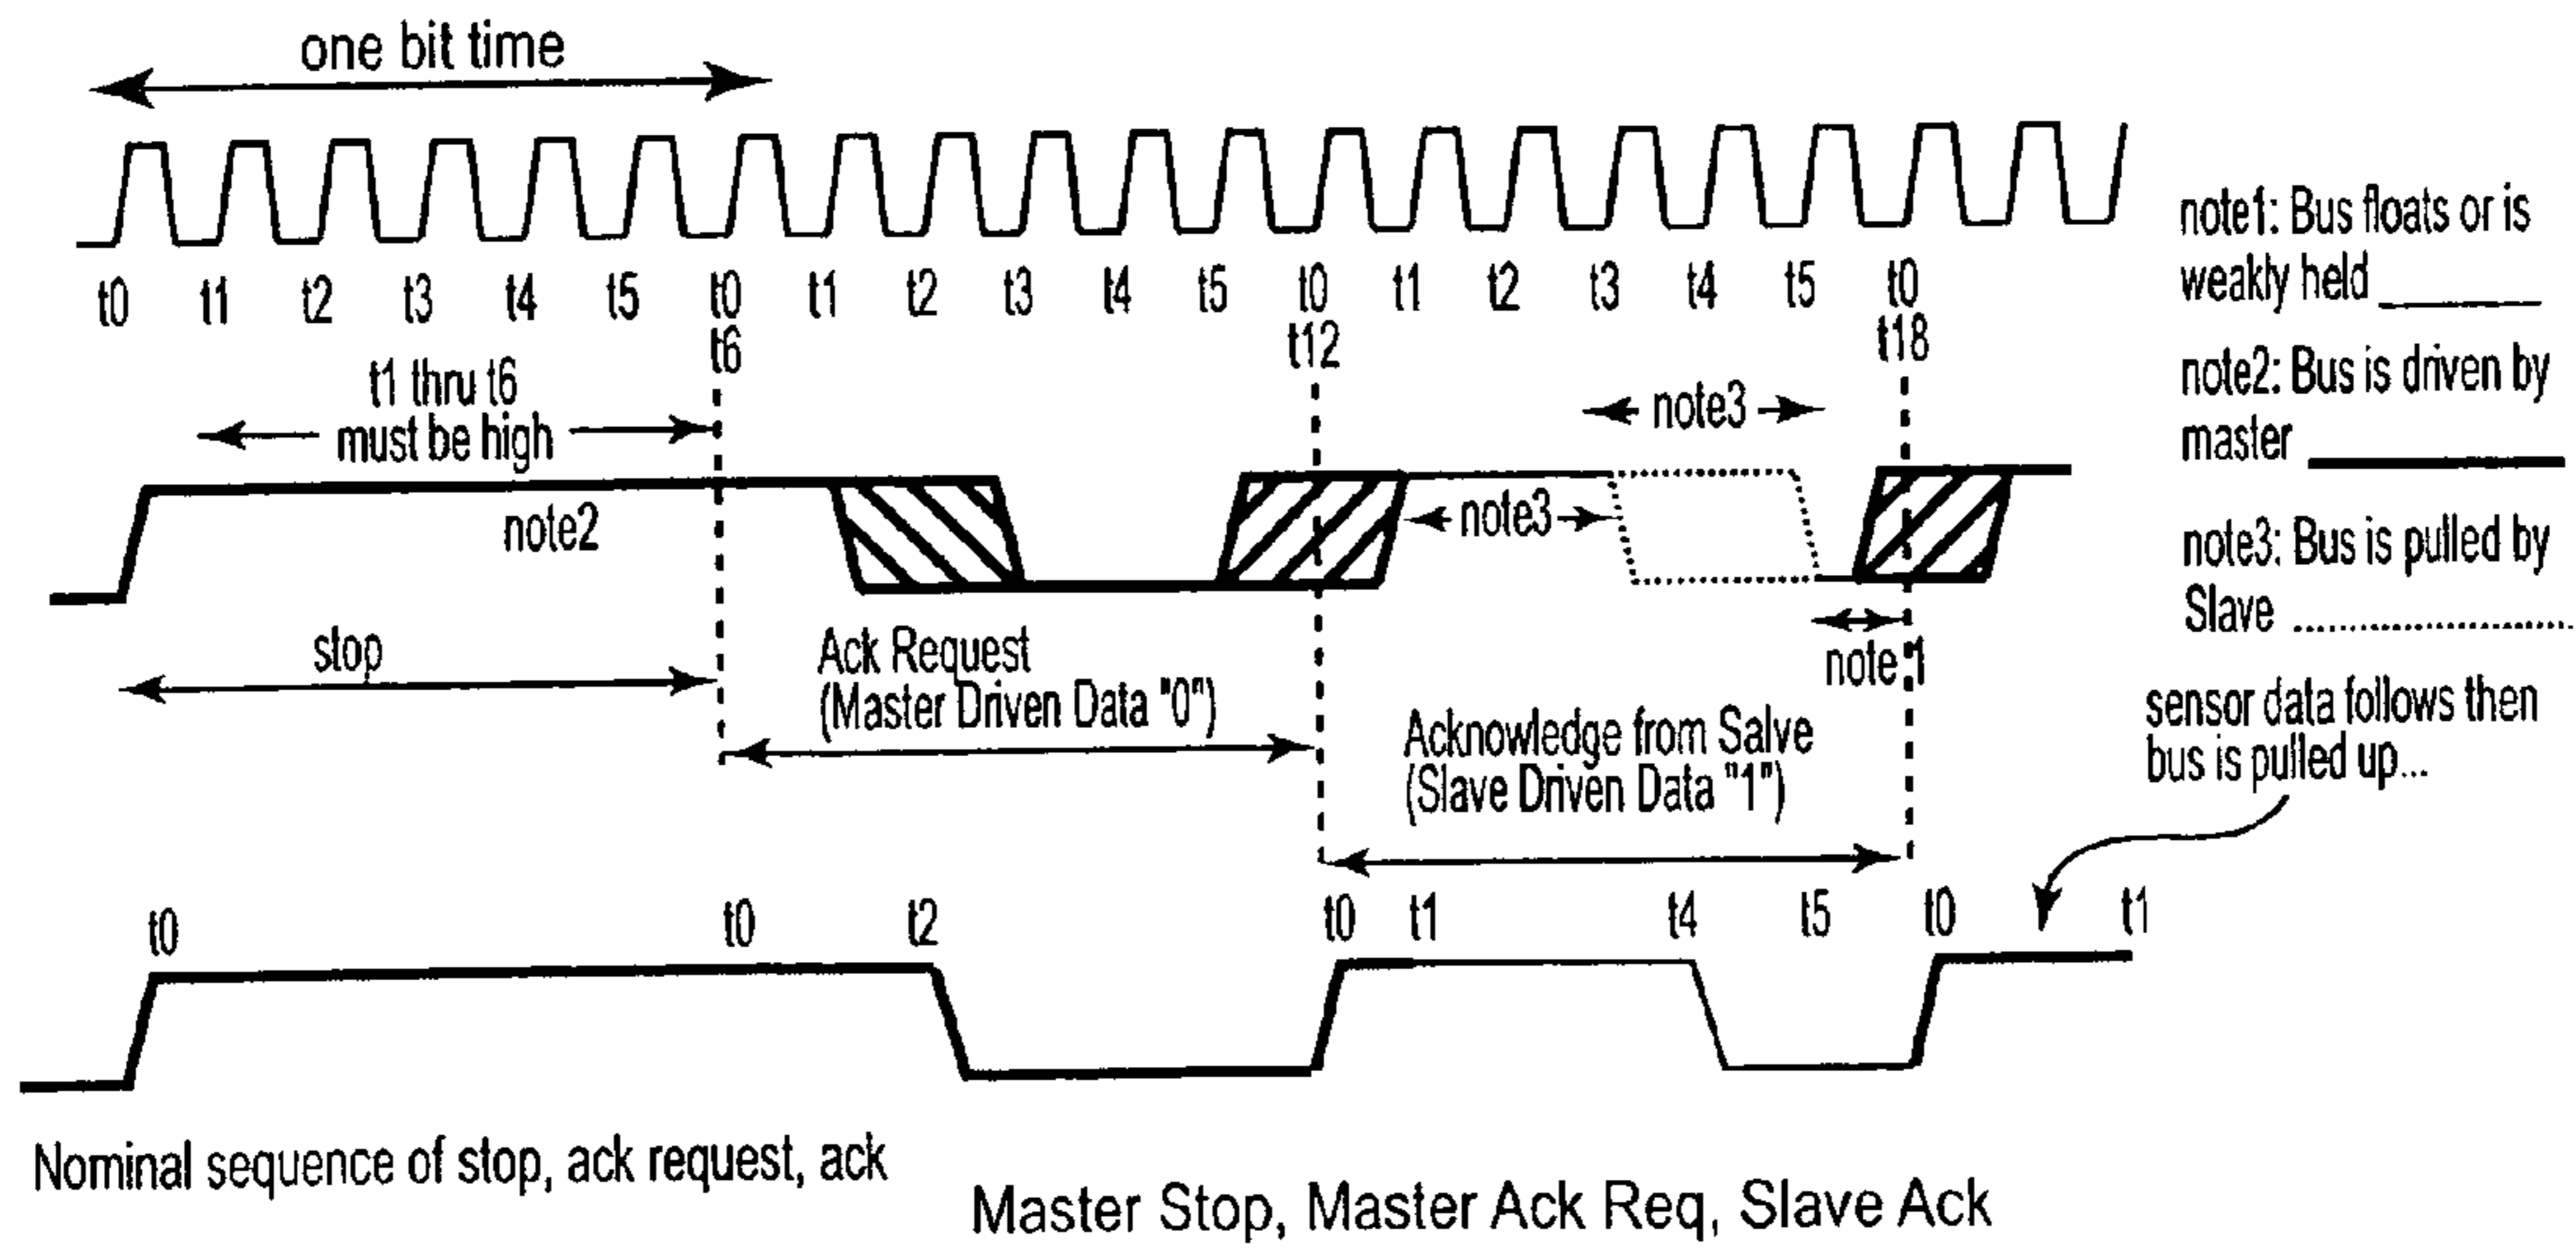 one bit time
t0 t1 t2 t3 t4 t5 t0 t1 t2 t3 t4 t5 t0 t1 t2 t3 t4 t5 t0
t6 t12 t18
t1 thru t6
must be high
note2
note3
note3
note 1
stop
Ack Request
(Master Driven Data "0")
Acknowledge from Salve
(Slave Driven Data "1")
note1: Bus floats or is
weakly held
note2: Bus is driven by
master
note3: Bus is pulled by
Slave
sensor data follows then
bus is pulled up...
t0 t0 t2 t0 t1 t4 t5 t0 t1
Nominal sequence of stop, ack request, ack
Master Stop, Master Ack Req, Slave Ack